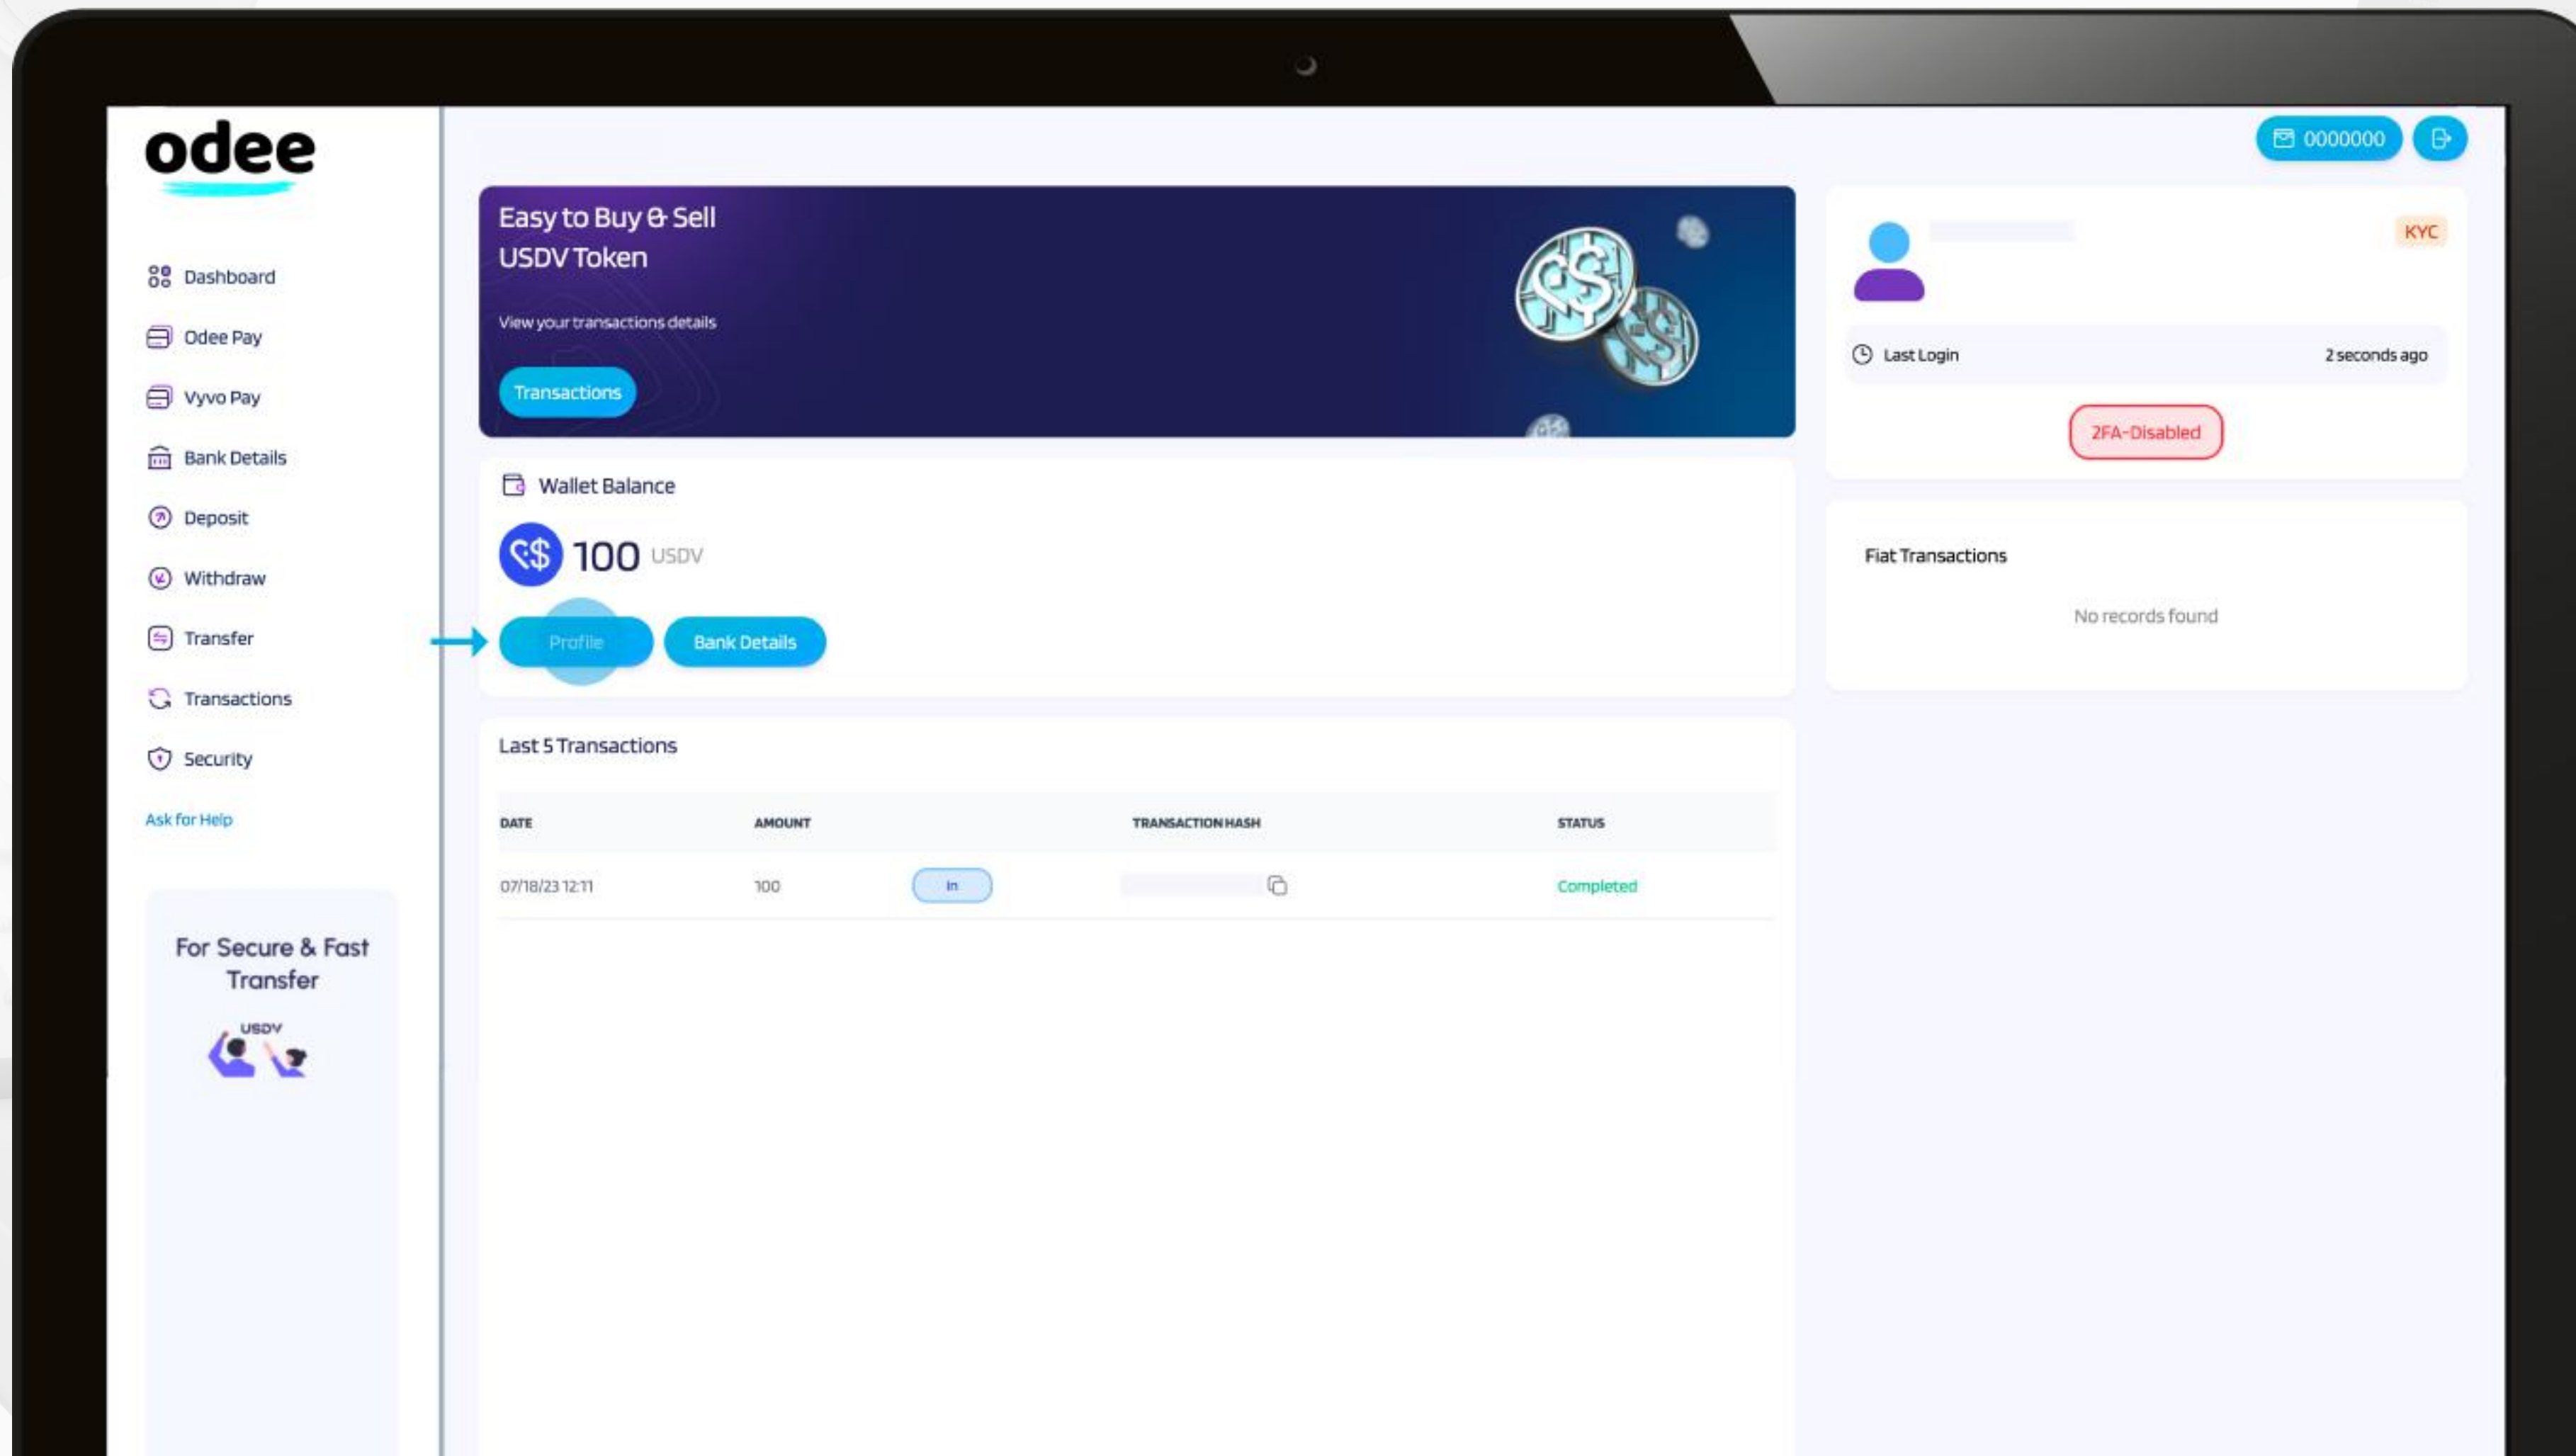 odee
Dashboard
Odee Pay
Vyvo Pay
Bank Details
Deposit
Withdraw
Transfer
Transactions
Security
Ask for Help
For Secure & Fast
Transfer
USDV
0000000
Easy to Buy & Sell
USDV Token
View your transactions details
Transactions
Wallet Balance
100 USDV
Profile
Bank Details
Last 5 Transactions
DATE AMOUNT TRANSACTION HASH STATUS
07/18/23 12:11 100 In Completed
KYC
Last Login 2 seconds ago
2FA-Disabled
Fiat Transactions
No records found